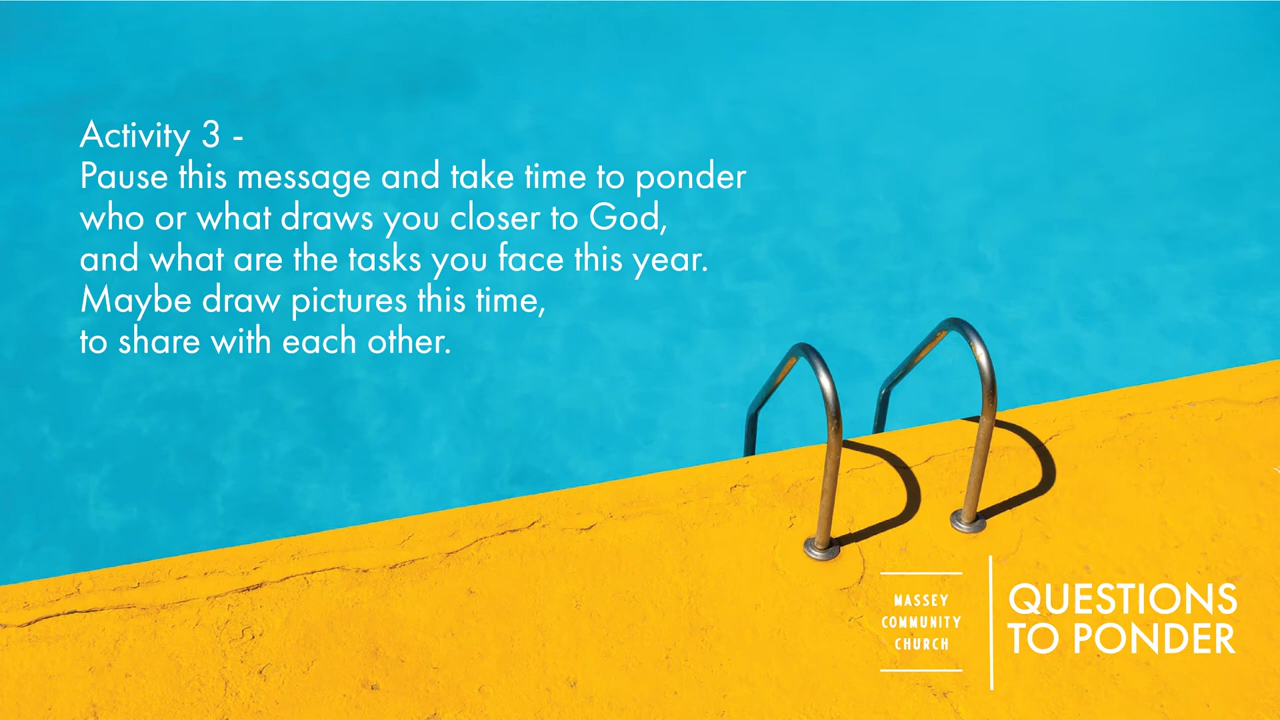 Activity 3 -
Pause this message and take time to ponder
who or what draws you closer to God,
and what are the tasks you face this year.
Maybe draw pictures this time,
to share with each other.
MASSEY
COMMUNITY
CHURCH
QUESTIONS
TO PONDER